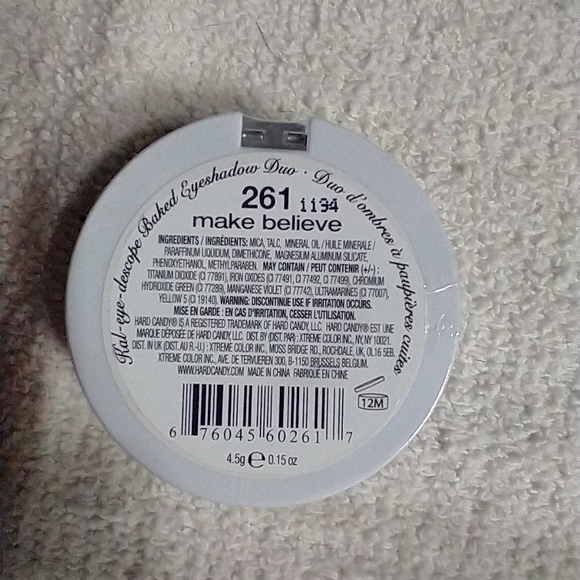 Kal-eye-descope Baked Eyeshadow Duo · Duo d'ombres à paupières cuites
261 1134
make believe
INGREDIENTS / INGRÉDIENTS: MICA, TALC, MINERAL OIL / HUILE MINERALE /
PARAFFINUM LIQUIDUM, DIMETHICONE, MAGNESIUM ALUMINUM SILICATE,
PHENOXYETHANOL, METHYLPARABEN. MAY CONTAIN / PEUT CONTENIR (+/-) :
TITANIUM DIOXIDE (CI 77891), IRON OXIDES (CI 77491, CI 77492, CI 77499), CHROMIUM
HYDROXIDE GREEN (CI 77289), MANGANESE VIOLET (CI 77742), ULTRAMARINES (CI 77007),
YELLOW 5 (CI 19140). WARNING: DISCONTINUE USE IF IRRITATION OCCURS.
MISE EN GARDE : EN CAS D'IRRITATION, CESSER L'UTILISATION.
HARD CANDY® IS A REGISTERED TRADEMARK OF HARD CANDY, LLC. HARD CANDY® EST UNE
MARQUE DÉPOSÉE DE HARD CANDY, LLC. DIST. BY (DIST. PAR) : XTREME COLOR INC., NY, NY 10021.
DIST. IN UK (DIST. AU R.-U.) : XTREME COLOR INC., MOSS BRIDGE RD., ROCHDALE, UK, OL16 5EB.
XTREME COLOR INC., AVE. DE TERVUEREN 300, B-1150 BRUSSELS BELGIUM.
WWW.HARDCANDY.COM MADE IN CHINA FABRIQUÉ EN CHINE
12M
6 76045 60261 7
4.5g e 0.15 oz